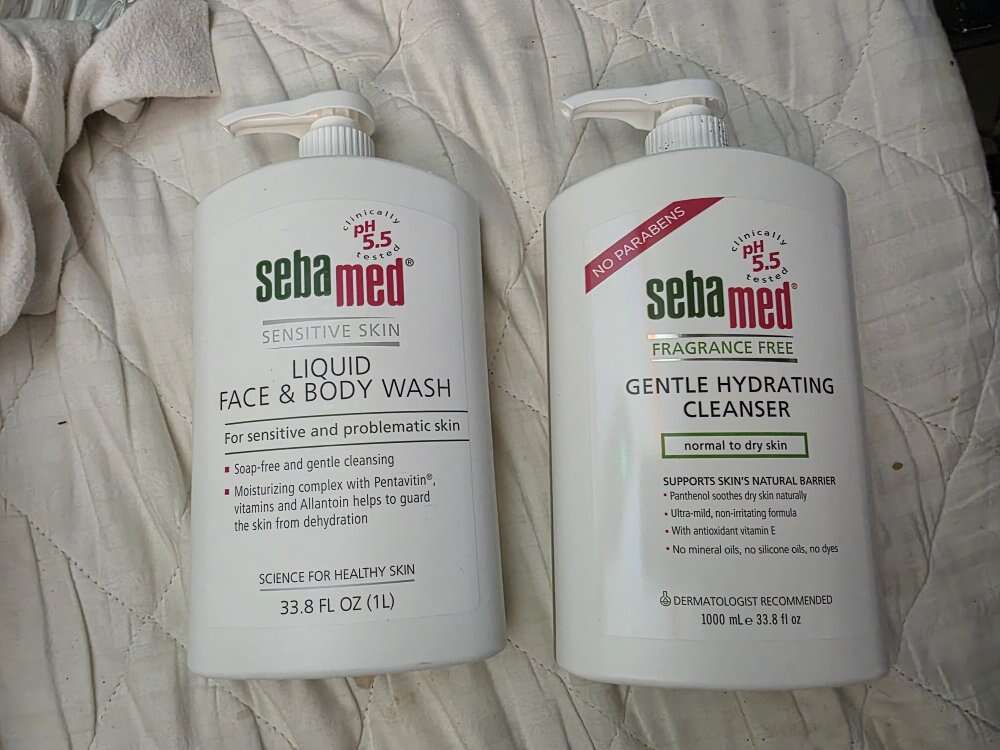 clinically
pH
5.5
tested
sebamed®
SENSITIVE SKIN
LIQUID
FACE & BODY WASH
For sensitive and problematic skin
▪ Soap-free and gentle cleansing
▪ Moisturizing complex with Pentavitin®,
vitamins and Allantoin helps to guard
the skin from dehydration
SCIENCE FOR HEALTHY SKIN
33.8 FL OZ (1L)
NO PARABENS
clinically
pH
5.5
tested
sebamed®
FRAGRANCE FREE
GENTLE HYDRATING
CLEANSER
normal to dry skin
SUPPORTS SKIN'S NATURAL BARRIER
• Panthenol soothes dry skin naturally
• Ultra-mild, non-irritating formula
• With antioxidant vitamin E
• No mineral oils, no silicone oils, no dyes
DERMATOLOGIST RECOMMENDED
1000 mL e 33.8 fl oz